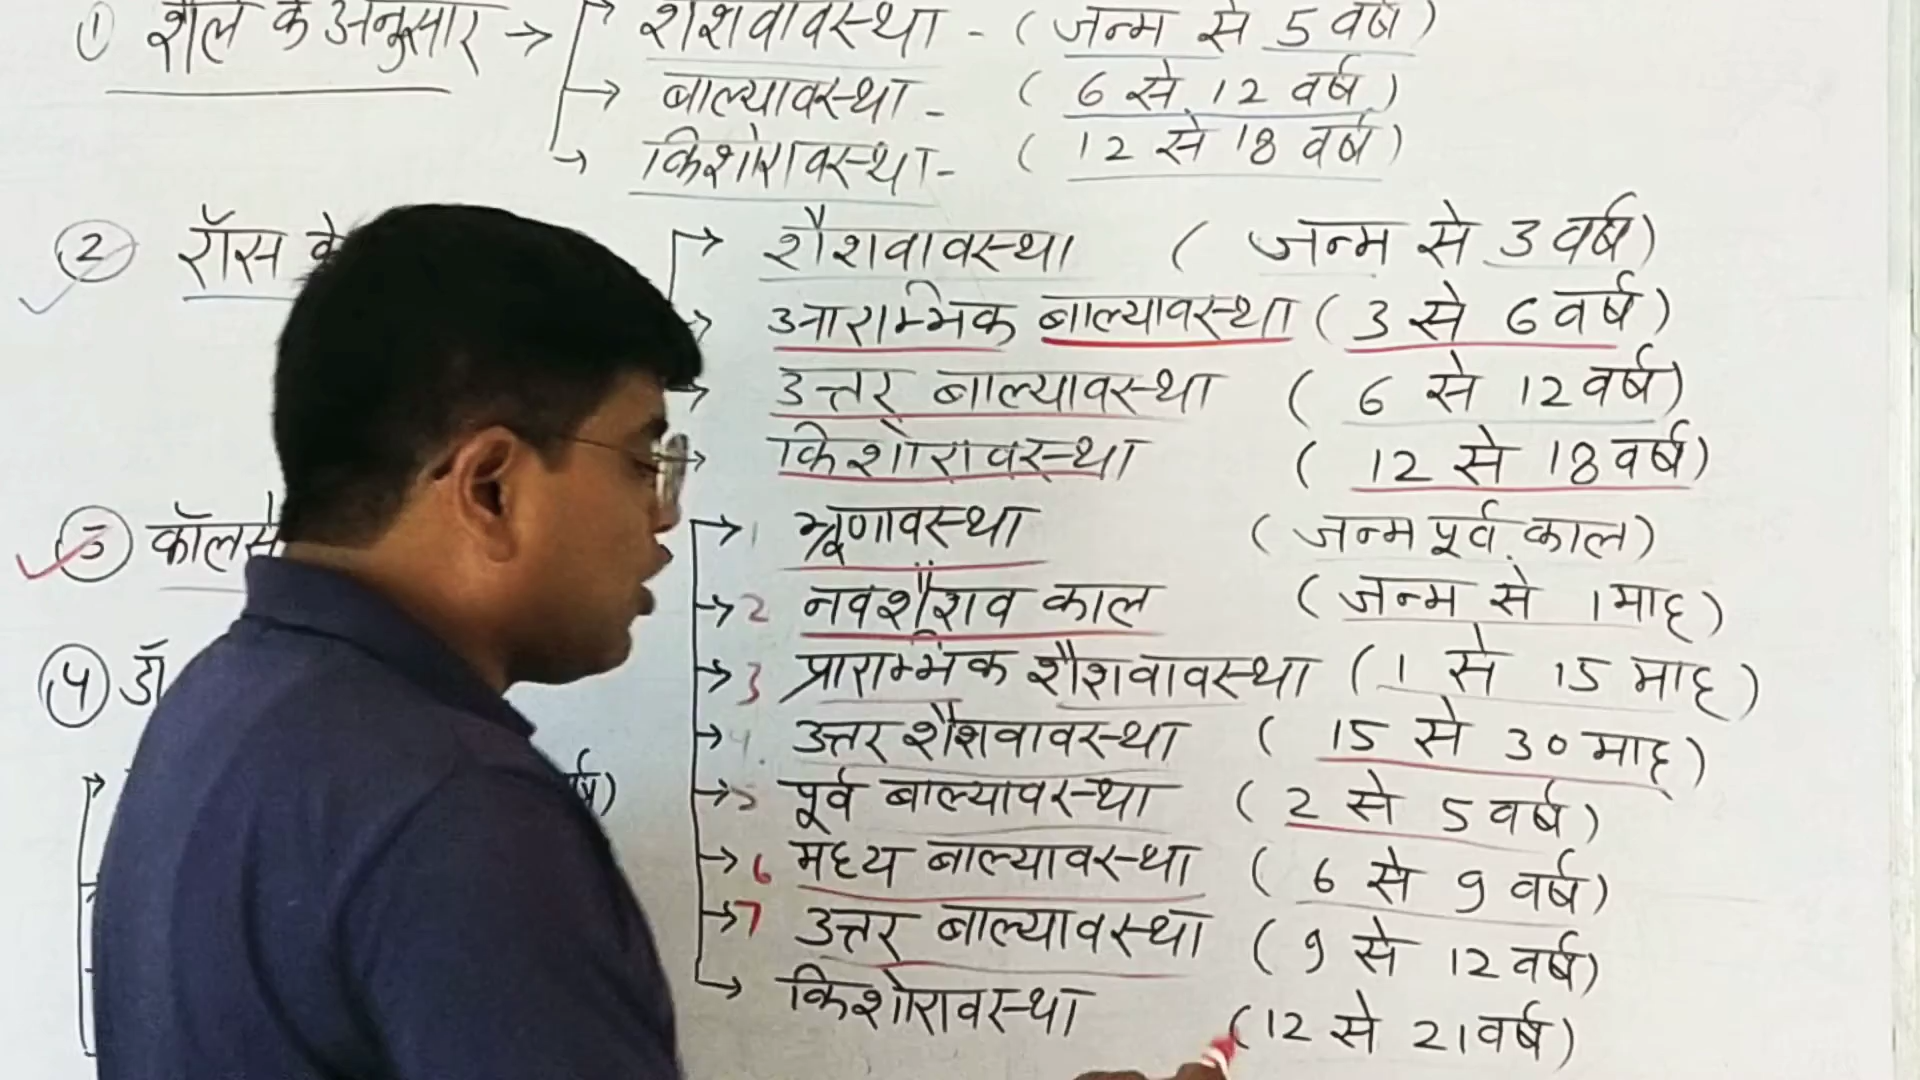 ① शैले के अनुसार → शैशवावस्था - (जन्म से 5 वर्ष)
→ बाल्यावस्था - (6 से 12 वर्ष)
→ किशोरावस्था - (12 से 18 वर्ष)
② रॉस के → शैशवावस्था (जन्म से 3 वर्ष)
आरम्भिक बाल्यावस्था (3 से 6 वर्ष)
उत्तर बाल्यावस्था (6 से 12 वर्ष)
किशोरावस्था (12 से 18 वर्ष)
③ कॉलसे → 1 भ्रूणावस्था (जन्म पूर्व काल)
→ 2 नवशैशव काल (जन्म से 1 माह)
→ 3 प्रारम्भिक शैशवावस्था (1 से 15 माह)
④ डॉ
→ 4 उत्तर शैशवावस्था (15 से 30 माह)
→ 5 पूर्व बाल्यावस्था (2 से 5 वर्ष)
→ 6 मध्य बाल्यावस्था (6 से 9 वर्ष)
→ 7 उत्तर बाल्यावस्था (9 से 12 वर्ष)
→ किशोरावस्था (12 से 21 वर्ष)